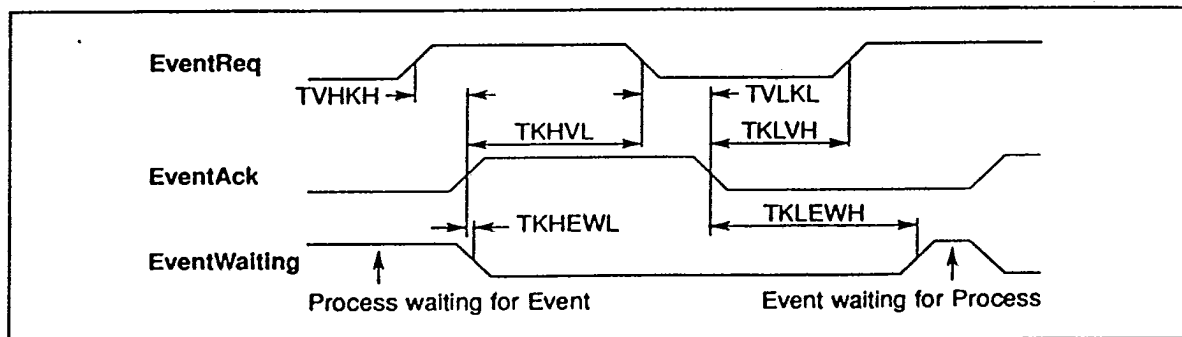 EventReq
TVHKH
TVLKL
TKHVL
TKLVH
EventAck
TKHEWL
TKLEWH
EventWaiting
Process waiting for Event
Event waiting for Process